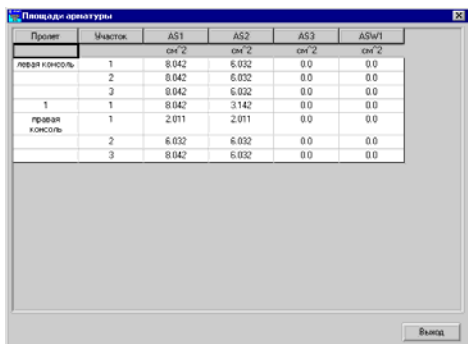 Площади арматуры
Пролет Участок AS1 AS2 AS3 ASW1
см^2 см^2 см^2 см^2
левая консоль 1 8.042 6.032 0.0 0.0
2 8.042 6.032 0.0 0.0
3 8.042 6.032 0.0 0.0
1 1 8.042 3.142 0.0 0.0
правая консоль 1 2.011 2.011 0.0 0.0
2 6.032 6.032 0.0 0.0
3 8.042 6.032 0.0 0.0
Выход